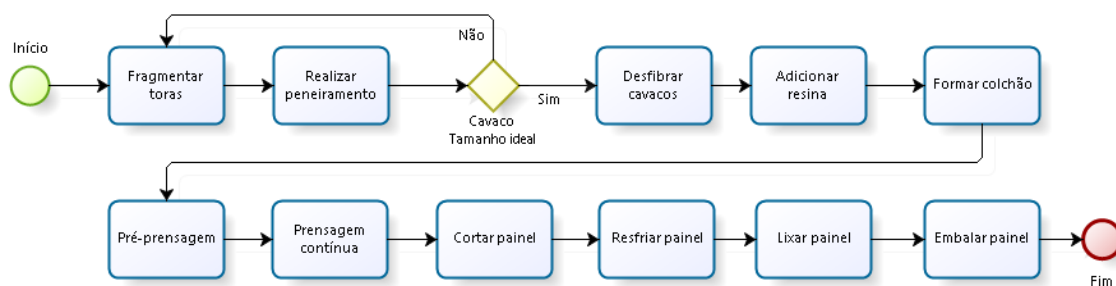 Início
Fragmentar
toras
Realizar
peneiramento
Não
Cavaco
Tamanho ideal
Sim
Desfibrar
cavacos
Adicionar
resina
Formar colchão
Pré-prensagem
Prensagem
contínua
Cortar painel
Resfriar painel
Lixar painel
Embalar painel
Fim